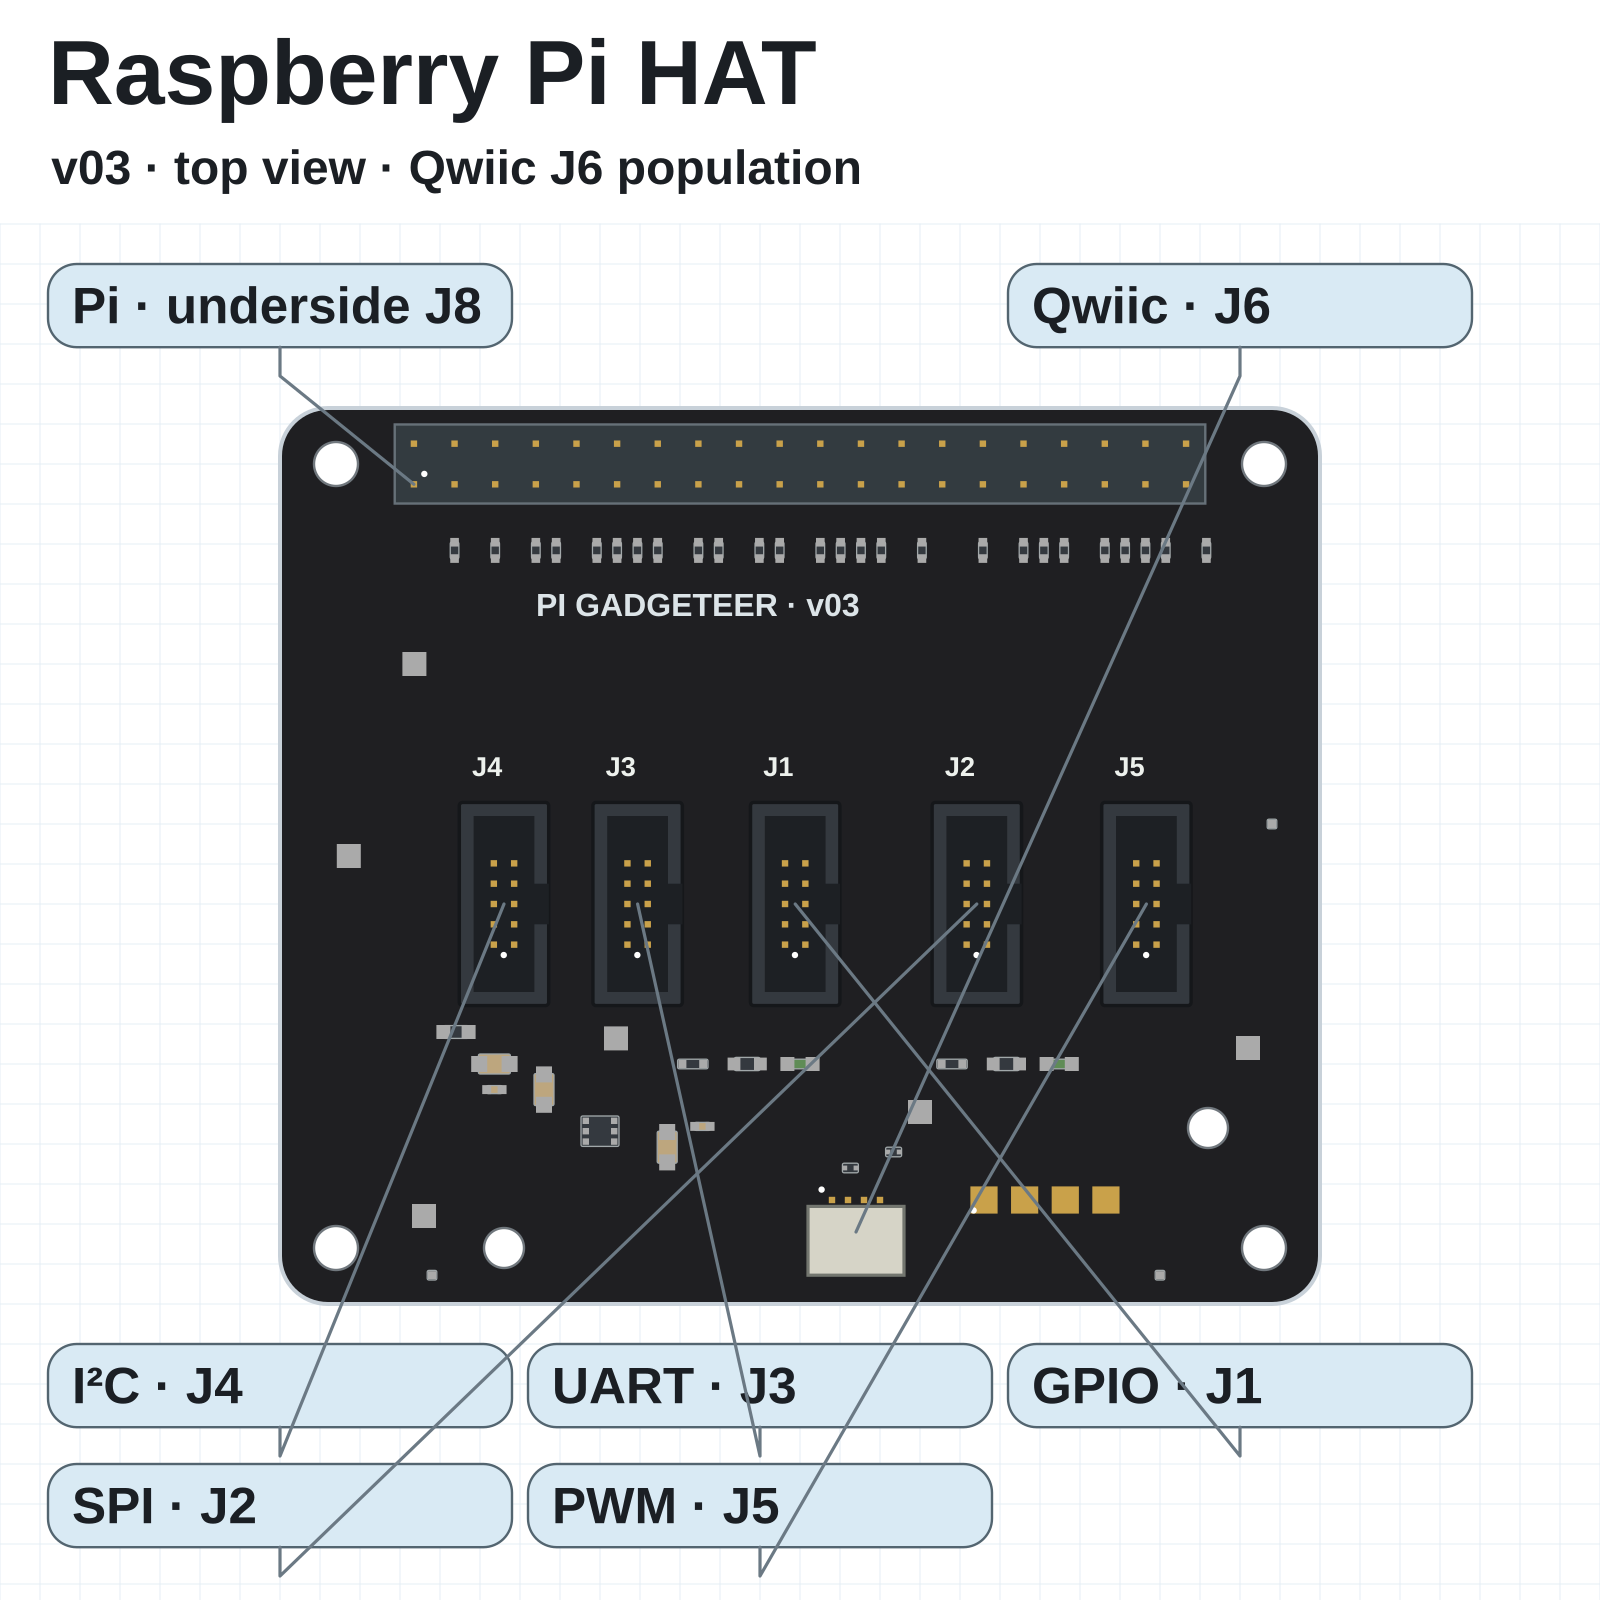 Raspberry Pi HAT
v03 · top view · Qwiic J6 population
Pi · underside J8
Qwiic · J6
PI GADGETEER · v03
J4
J3
J1
J2
J5
I²C · J4
UART · J3
GPIO · J1
SPI · J2
PWM · J5